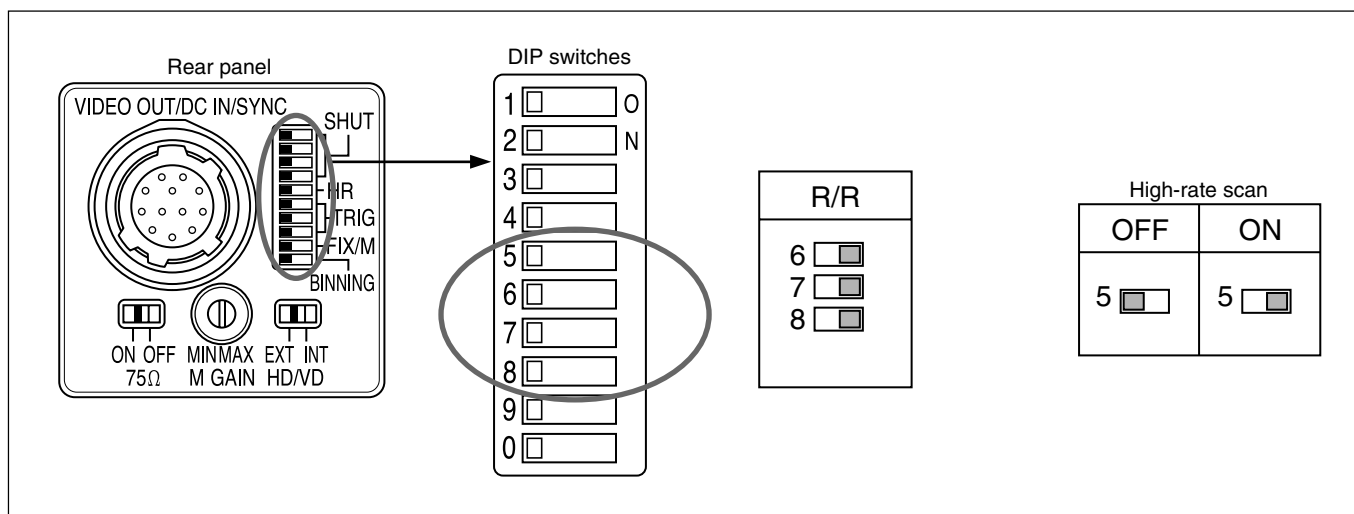 Rear panel
VIDEO OUT/DC IN/SYNC
SHUT
HR
TRIG
FIX/M
BINNING
ON OFF
75Ω
MIN MAX
M GAIN
EXT INT
HD/VD
DIP switches
1 O
2 N
3
4
5
6
7
8
9
0
R/R
6
7
8
High-rate scan
OFF ON
5 5